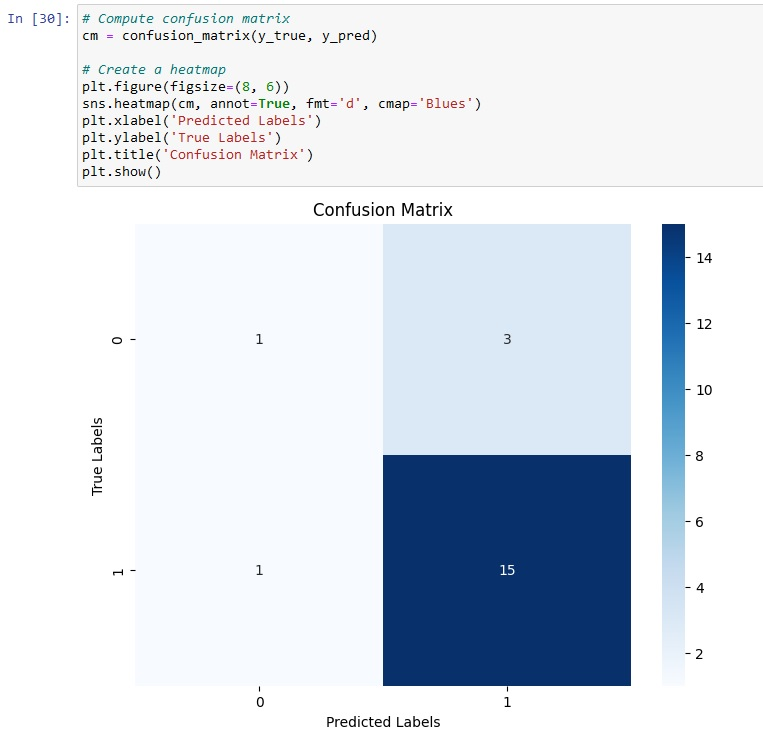 In [30]:
# Compute confusion matrix
cm = confusion_matrix(y_true, y_pred)
# Create a heatmap
plt.figure(figsize=(8, 6))
sns.heatmap(cm, annot=True, fmt='d', cmap='Blues')
plt.xlabel('Predicted Labels')
plt.ylabel('True Labels')
plt.title('Confusion Matrix')
plt.show()
Confusion Matrix
True Labels
0
1
1
3
1
15
0
1
Predicted Labels
14
12
10
8
6
4
2